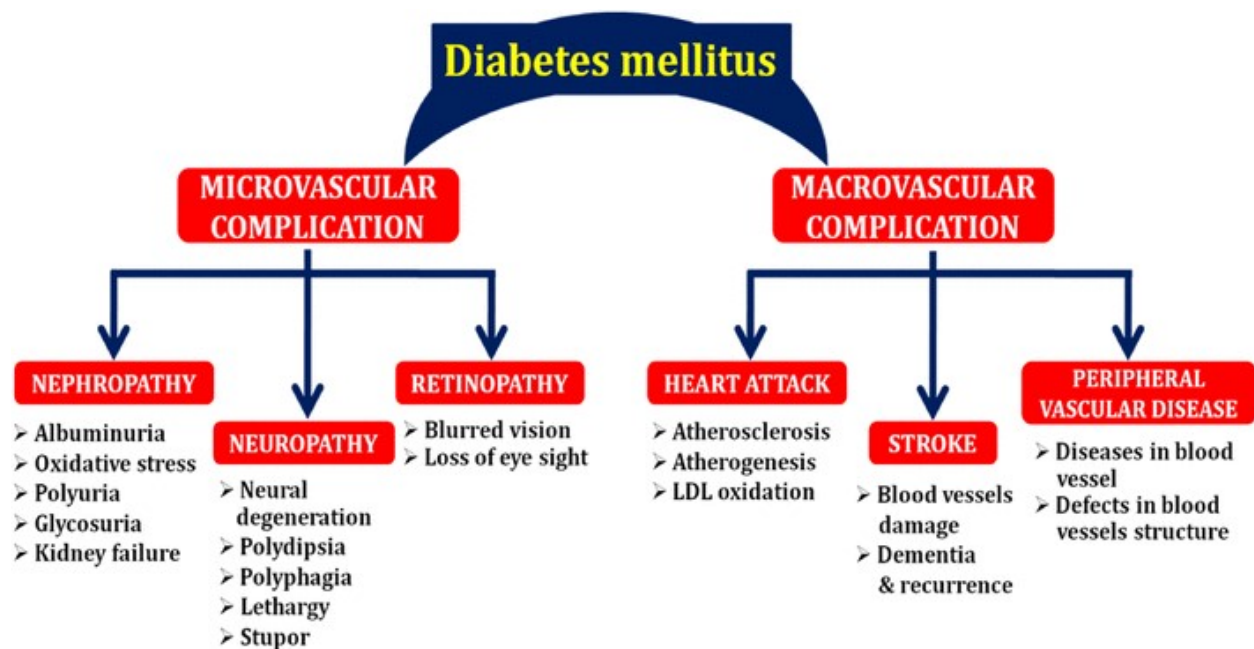 Diabetes mellitus
MICROVASCULAR
COMPLICATION
NEPHROPATHY
➢ Albuminuria
➢ Oxidative stress
➢ Polyuria
➢ Glycosuria
➢ Kidney failure
NEUROPATHY
➢ Neural
degeneration
➢ Polydipsia
➢ Polyphagia
➢ Lethargy
➢ Stupor
RETINOPATHY
➢ Blurred vision
➢ Loss of eye sight
MACROVASCULAR
COMPLICATION
HEART ATTACK
➢ Atherosclerosis
➢ Atherogenesis
➢ LDL oxidation
STROKE
➢ Blood vessels
damage
➢ Dementia
& recurrence
PERIPHERAL
VASCULAR DISEASE
➢ Diseases in blood
vessel
➢ Defects in blood
vessels structure